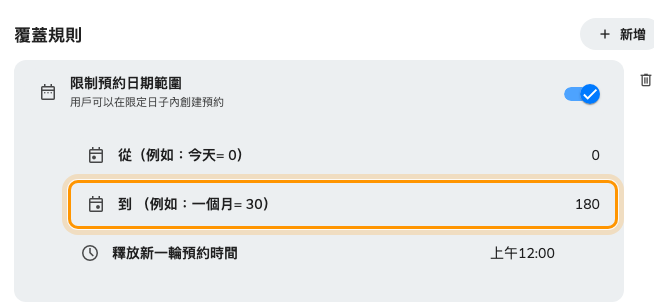 覆蓋規則
+ 新增
限制預約日期範圍
用戶可以在限定日子內創建預約
從（例如：今天= 0） 0
到 （例如：一個月= 30） 180
釋放新一輪預約時間 上午12:00